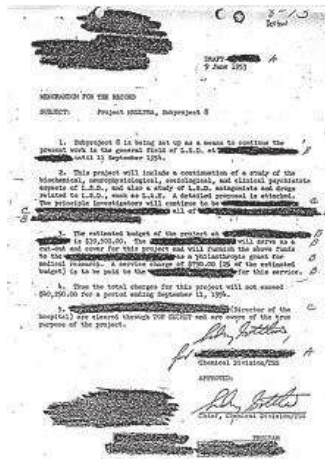 DRAFT
9 June 1953
MEMORANDUM FOR THE RECORD
SUBJECT: Project MKULTRA, Subproject 8
1. Subproject 8 is being set up as a means to continue the
present work in the general field of L.S.D. at
until 11 September 1954.
2. This project will include a continuation of a study of the
biochemical, neurophysiological, sociological, and clinical psychiatric
aspects of L.S.D., and also a study of L.S.D. antagonists and drugs
related to L.S.D., such as L.A.E. A detailed proposal is attached.
The principle investigators will continue to be
all of
3. The estimated budget of the project at
is $39,500.00. The will serve as a
cut-out and cover for this project and will furnish the above funds
to the as a philanthropic grant for
medical research. A service charge of $790.00 (2% of the estimated
budget) is to be paid to the for this service.
4. Thus the total charges for this project will not exceed
$40,290.00 for a period ending September 11, 1954.
5. (Director of the
hospital) are cleared through TOP SECRET and are aware of the true
purpose of the project.
Chemical Division/TSS
APPROVED:
Chief, Chemical Division/TSS
PROGRAM